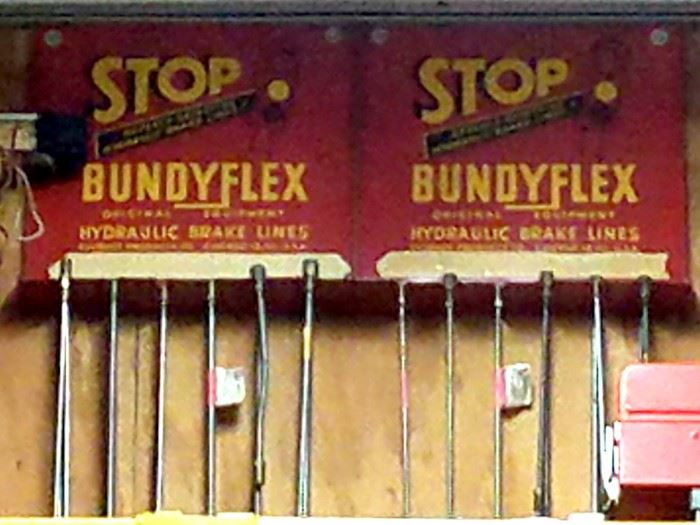 STOP
BUNDYFLEX
ORIGINAL EQUIPMENT
HYDRAULIC BRAKE LINES
STOP
BUNDYFLEX
ORIGINAL EQUIPMENT
HYDRAULIC BRAKE LINES